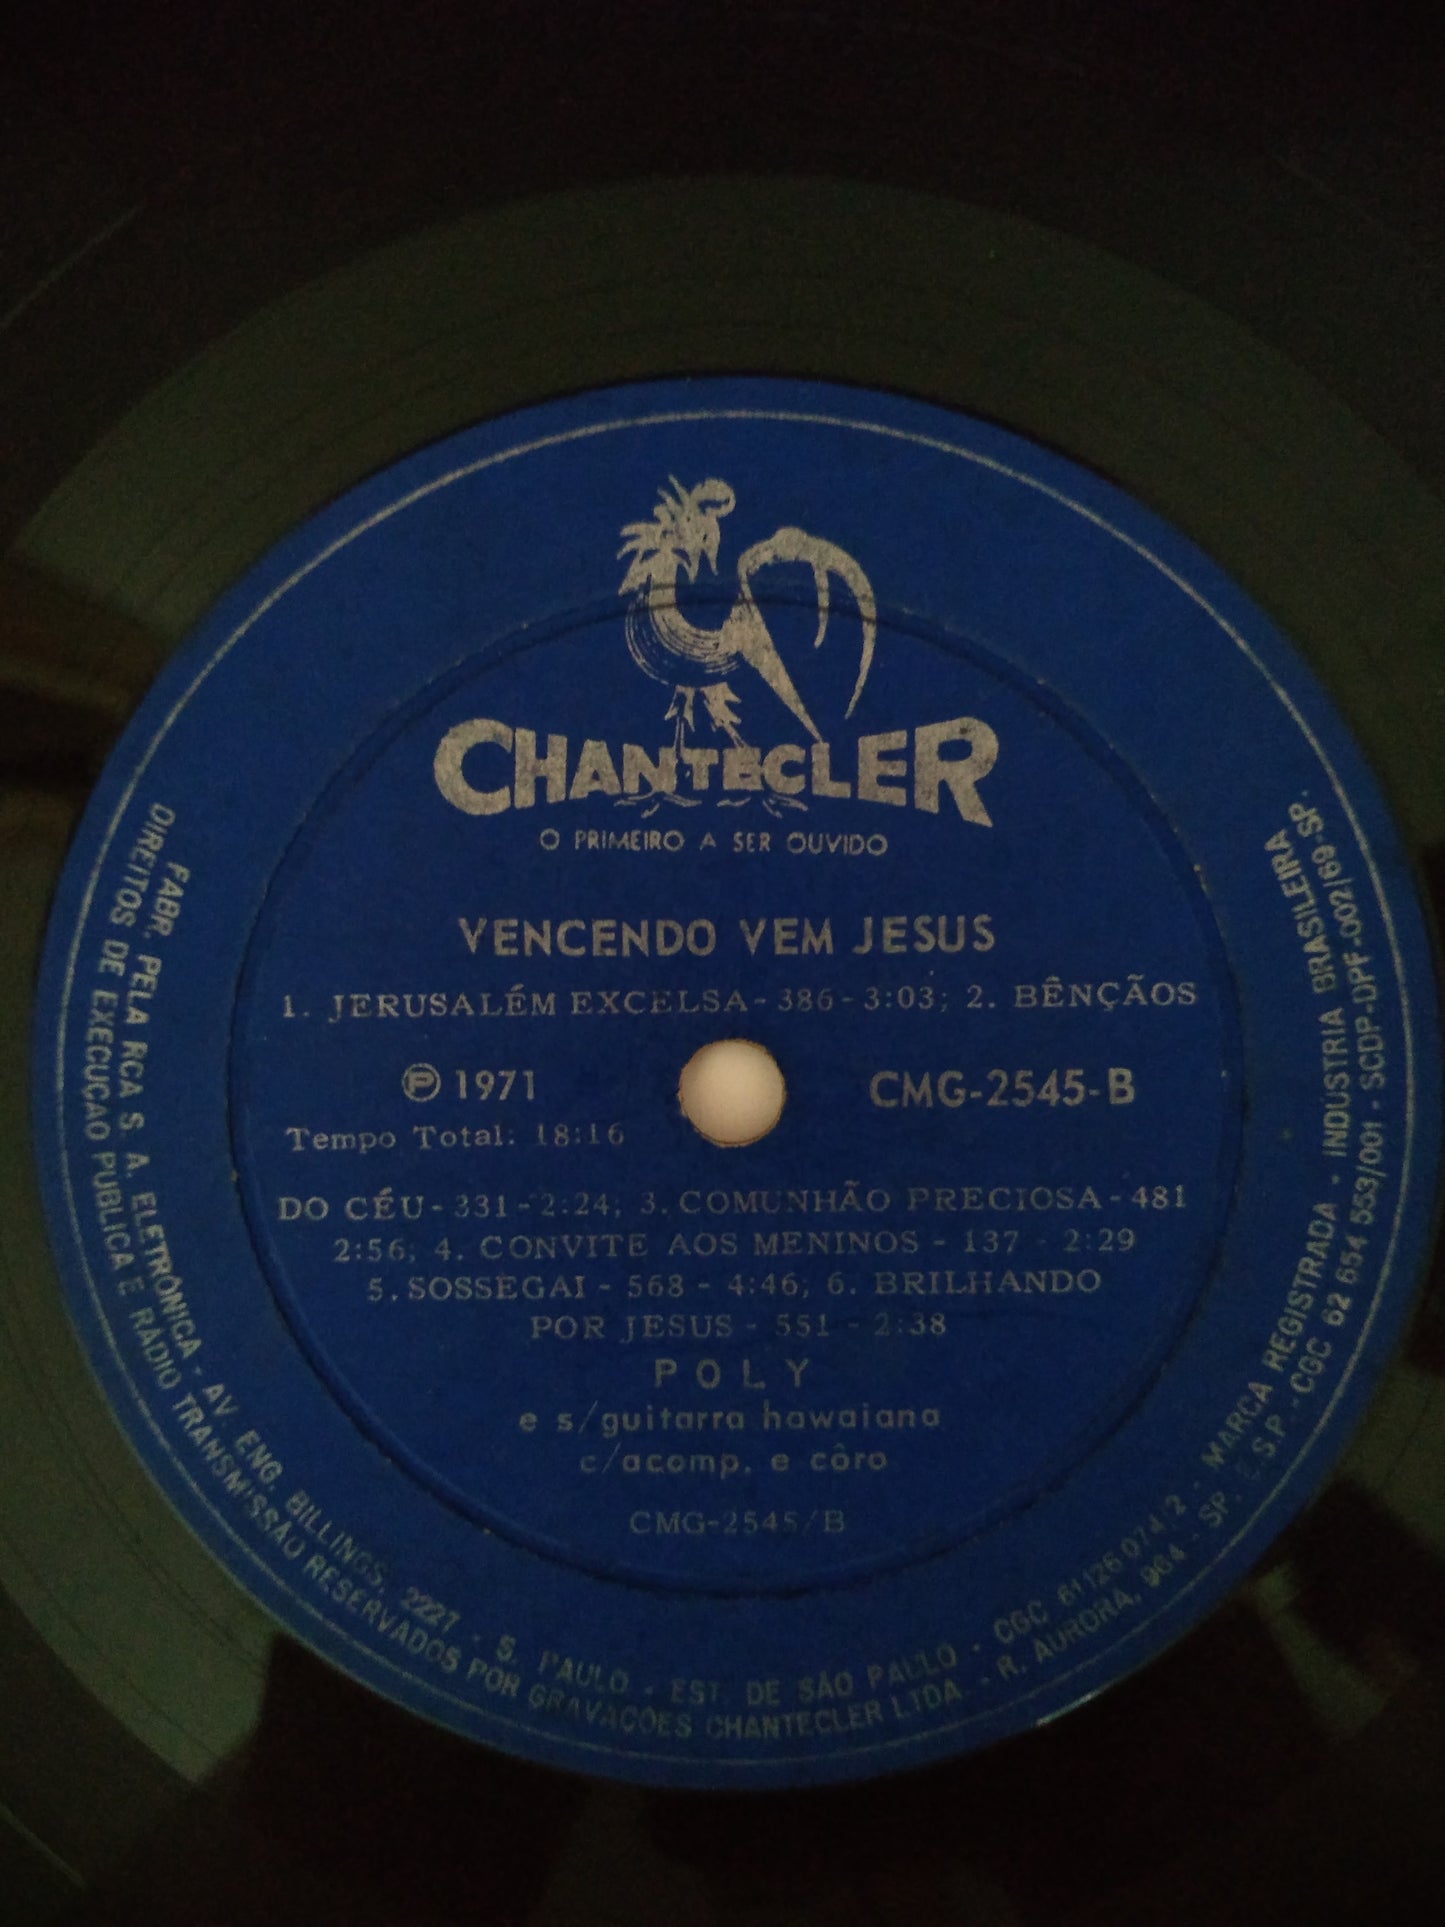 CHANTECLER
O PRIMEIRO A SER OUVIDO
VENCENDO VEM JESUS
1. JERUSALÉM EXCELSA - 386 - 3:03; 2. BÊNÇÃOS
℗ 1971
CMG-2545-B
Tempo Total: 18:16
DO CÉU - 331 - 2:24; 3. COMUNHÃO PRECIOSA - 481
2:56; 4. CONVITE AOS MENINOS - 137 - 2:29
5. SOSSEGAI - 568 - 4:46; 6. BRILHANDO
POR JESUS - 551 - 2:38
POLY
e s/guitarra hawaiana
c/acomp. e côro
CMG-2545/B
FABR. PELA RCA S. A. ELETRÔNICA - AV. ENG. BILLINGS, 2227 - S. PAULO - EST. DE SÃO PAULO - CGC 61 126 074/2 - MARCA REGISTRADA - INDUSTRIA BRASILEIRA.
DIREITOS DE EXECUCAO PUBLICA E RÁDIO TRANSMISSÃO RESERVADOS POR GRAVACOES CHANTECLER LTDA. - R. AURORA, 964 - SP. E.S.P. - CGC 62 654 553/001 - SCDP-DPF-002/69-SP.